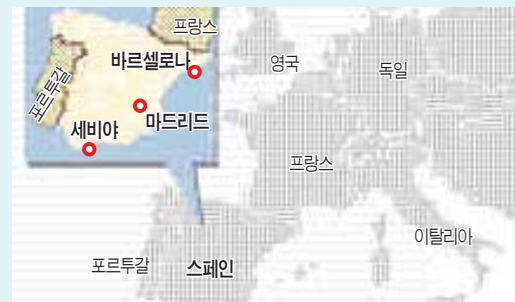 프랑스
바르셀로나
포르투갈
세비야
마드리드
영국
독일
프랑스
이탈리아
포르투갈
스페인